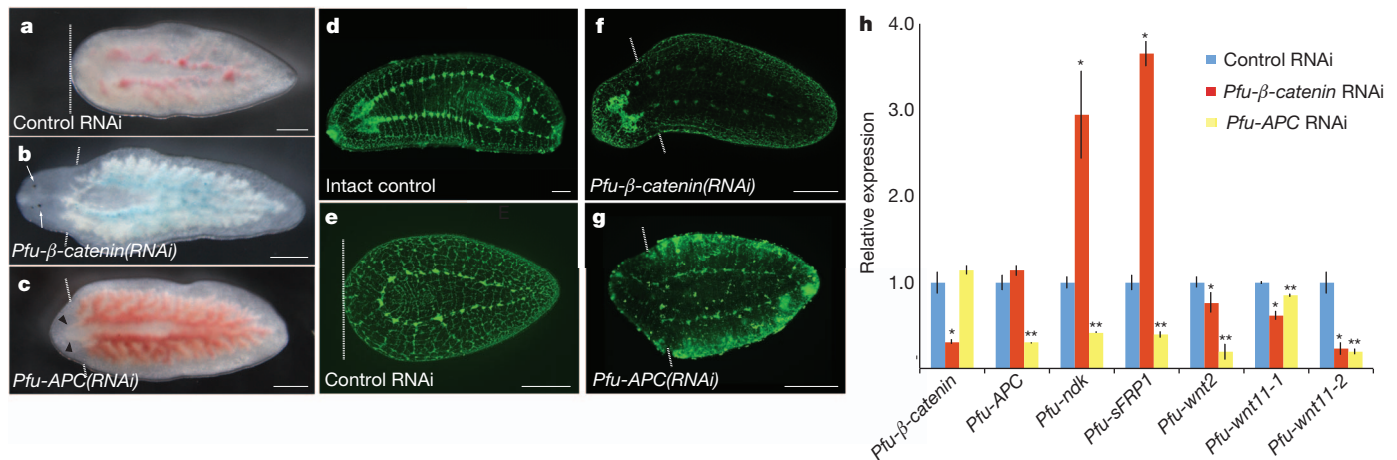 a
Control RNAi
b
Pfu-β-catenin(RNAi)
c
Pfu-APC(RNAi)
d
Intact control
e
E
Control RNAi
f
Pfu-β-catenin(RNAi)
g
Pfu-APC(RNAi)
h
Relative expression
4.0
3.0
2.0
1.0
Control RNAi
Pfu-β-catenin RNAi
Pfu-APC RNAi
*
**
*
**
*
**
*
**
*
**
*
**
Pfu-β-catenin
Pfu-APC
Pfu-ndk
Pfu-sFRP1
Pfu-wnt2
Pfu-wnt11-1
Pfu-wnt11-2